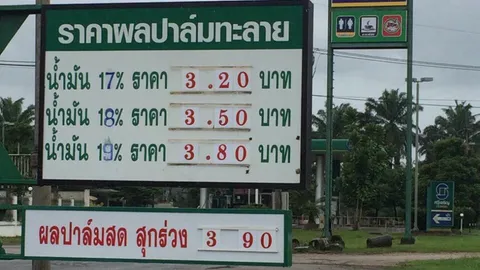 ราคาผลปาล์มทะลาย
น้ำมัน 17% ราคา 3.20 บาท
น้ำมัน 18% ราคา 3.50 บาท
น้ำมัน 19% ราคา 3.80 บาท
ผลปาล์มสด สุกร่วง 3 90